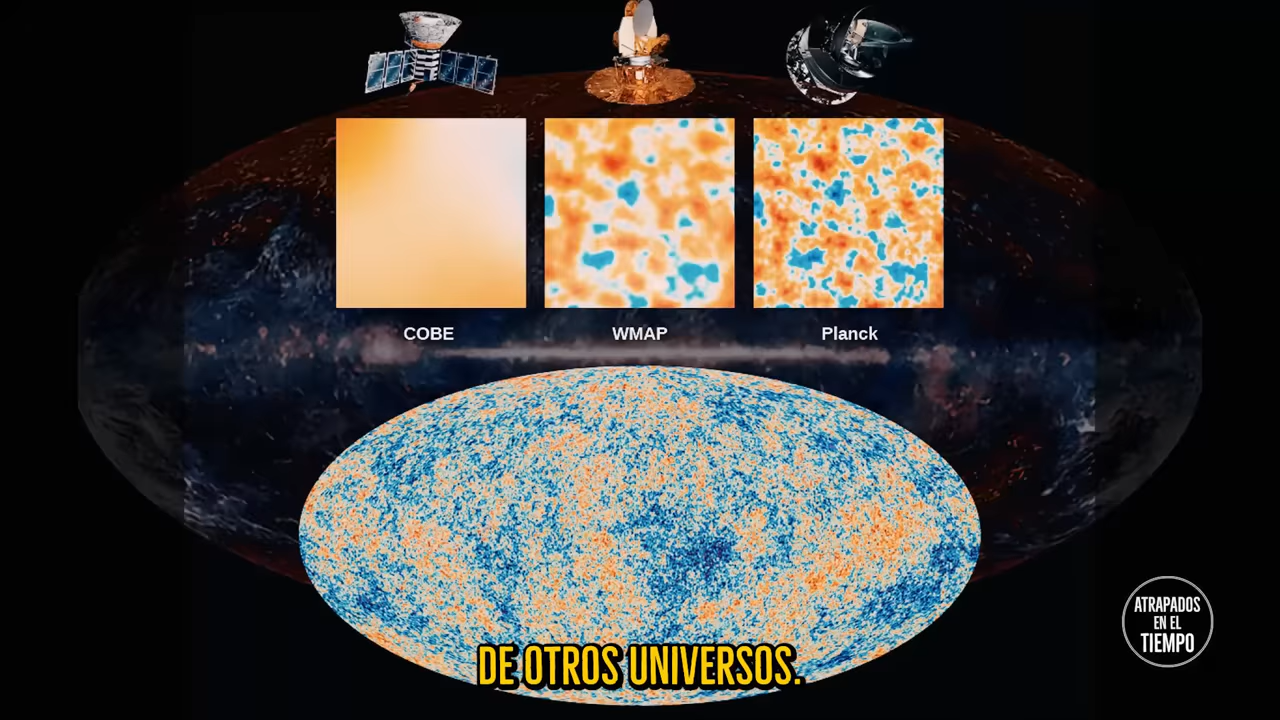 COBE
WMAP
Planck
ATRAPADOS
EN EL
TIEMPO
DE OTROS UNIVERSOS.